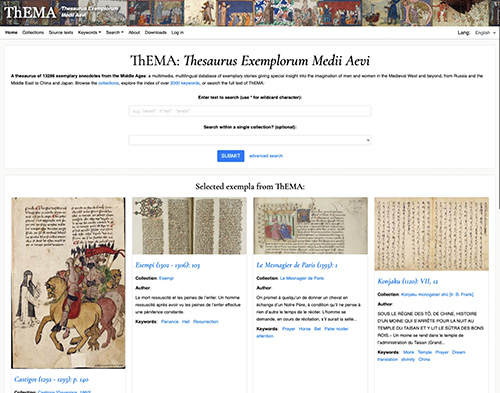 ThEMA Thesaurus Exemplorum
Medii Aevi
Home Keywords Collections Source texts Keywords Search About Downloads Log in
Lang: English
ThEMA: Thesaurus Exemplorum Medii Aevi
A thesaurus of 13296 exemplary anecdotes from the Middle Ages: a multimedia, multilingual database of exemplary stories giving special insight into the imagination of men and women in the Medieval West and beyond, from Russia and the
Middle East to China and Japan. Browse the collections, explore the index of over 2000 keywords, or search the full text of ThEMA.
Enter text to search (use * for wildcard character):
Search within a single collection? (optional):
SUBMIT advanced search
Selected exempla from ThEMA:
Castigos (1292 - 1293): p. 140
Esempi (1302 - 1306): 103
Collection: Esempi
Author:
Le mort ressuscité et les peines de l'enfer. Un homme
ressuscité après avoir vu les peines de l'enfer effectue
une pénitence constante.
Keywords: Penance Hell Resurrection
Le Mesnagier de Paris (1393): 1
Collection: Le Mesnagier de Paris
Author:
On promet à quelqu'un de donner un cheval en
échange d'un Notre Père, à condition qu'il ne pense à
rien d'autre le temps de le réciter. L'homme se
demande, en cours de récitation, s'il aurait la selle...
Keywords: Prayer Horse Bet Pater noster
attention
Konjaku (1120): VII, 12
Collection: Konjaku monogatari shū [tr. B. Frank]
Author:
SOUS LE RÈGNE DES TÔ, DE CHINE, HISTOIRE
D'UN MOINE QUI S'ARRÊTE POUR LA NUIT AU
TEMPLE DU TAISAN ET Y LIT LE SÛTRA DES BONS
ROIS.– Un moine se rend dans le temple de
l'administration du Taisan (Grand...
Keywords: Monk Temple Prayer Dream
translation divinity China